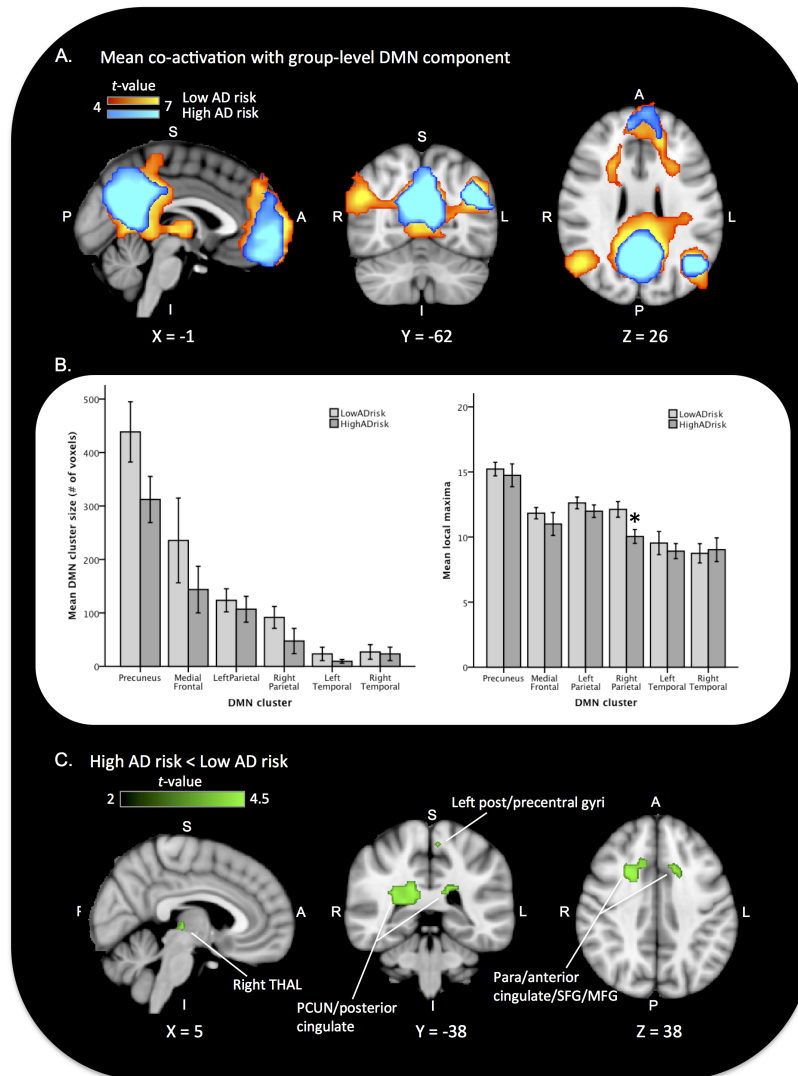 A. Mean co-activation with group-level DMN component
t-value
4 7 Low AD risk
High AD risk
S
P
A
I
X = -1
S
R
L
I
Y = -62
A
R
L
P
Z = 26
B.
Mean DMN cluster size (# of voxels)
500
400
300
200
100
0
LowADrisk
HighADrisk
Precuneus
Medial
Frontal
LeftParietal
Right
Parietal
Left
Temporal
Right
Temporal
DMN cluster
Mean local maxima
20
15
10
5
0
LowADrisk
HighADrisk
*
Precuneus
Medial
Frontal
Left
Parietal
Right
Parietal
Left
Temporal
Right
Temporal
DMN cluster
C. High AD risk < Low AD risk
t-value
2 4.5
S
A
I
Right THAL
X = 5
Left post/precentral gyri
S
R
L
PCUN/posterior
cingulate
I
Y = -38
A
R
L
Para/anterior
cingulate/SFG/MFG
P
Z = 38